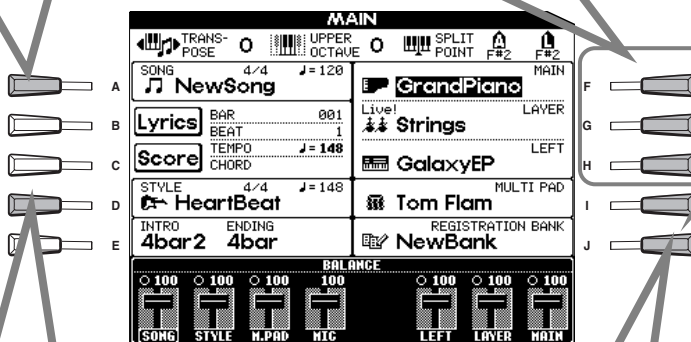 MAIN
TRANS-
POSE 0
UPPER
OCTAVE 0
SPLIT
POINT
A
F#2
L
F#2
A
SONG 4/4 ♩=120
NewSong
MAIN
GrandPiano
F
B
Lyrics
BAR 001
BEAT 1
Live! LAYER
Strings
G
C
Score
TEMPO ♩=148
CHORD
LEFT
GalaxyEP
H
D
STYLE 4/4 ♩=148
HeartBeat
MULTI PAD
Tom Flam
I
E
INTRO ENDING
4bar2 4bar
REGISTRATION BANK
NewBank
J
BALANCE
100 100 100 100 100 100 100
SONG STYLE M.PAD MIC LEFT LAYER MAIN